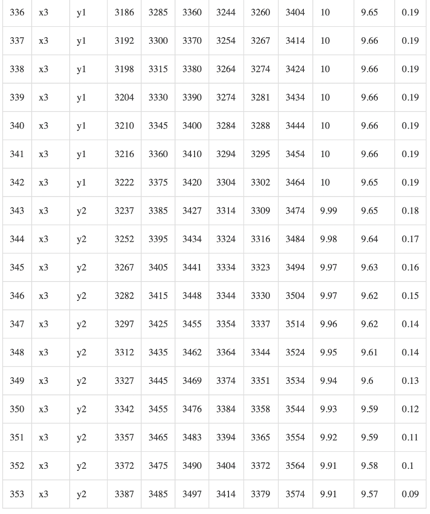 336 x3 y1 3186 3285 3360 3244 3260 3404 10 9.65 0.19
337 x3 y1 3192 3300 3370 3254 3267 3414 10 9.66 0.19
338 x3 y1 3198 3315 3380 3264 3274 3424 10 9.66 0.19
339 x3 y1 3204 3330 3390 3274 3281 3434 10 9.66 0.19
340 x3 y1 3210 3345 3400 3284 3288 3444 10 9.66 0.19
341 x3 y1 3216 3360 3410 3294 3295 3454 10 9.66 0.19
342 x3 y1 3222 3375 3420 3304 3302 3464 10 9.65 0.19
343 x3 y2 3237 3385 3427 3314 3309 3474 9.99 9.65 0.18
344 x3 y2 3252 3395 3434 3324 3316 3484 9.98 9.64 0.17
345 x3 y2 3267 3405 3441 3334 3323 3494 9.97 9.63 0.16
346 x3 y2 3282 3415 3448 3344 3330 3504 9.97 9.62 0.15
347 x3 y2 3297 3425 3455 3354 3337 3514 9.96 9.62 0.14
348 x3 y2 3312 3435 3462 3364 3344 3524 9.95 9.61 0.14
349 x3 y2 3327 3445 3469 3374 3351 3534 9.94 9.6 0.13
350 x3 y2 3342 3455 3476 3384 3358 3544 9.93 9.59 0.12
351 x3 y2 3357 3465 3483 3394 3365 3554 9.92 9.59 0.11
352 x3 y2 3372 3475 3490 3404 3372 3564 9.91 9.58 0.1
353 x3 y2 3387 3485 3497 3414 3379 3574 9.91 9.57 0.09